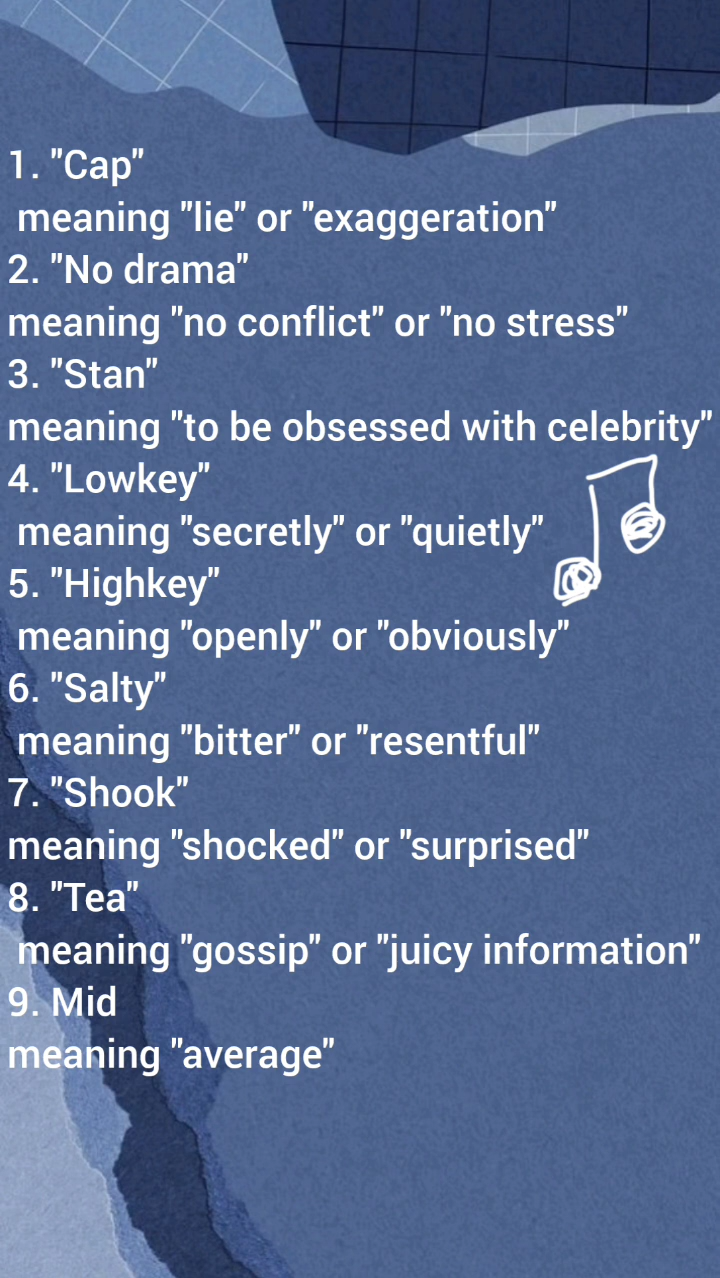 1. "Cap"
meaning "lie" or "exaggeration"
2. "No drama"
meaning "no conflict" or "no stress"
3. "Stan"
meaning "to be obsessed with celebrity"
4. "Lowkey"
meaning "secretly" or "quietly"
5. "Highkey"
meaning "openly" or "obviously"
6. "Salty"
meaning "bitter" or "resentful"
7. "Shook"
meaning "shocked" or "surprised"
8. "Tea"
meaning "gossip" or "juicy information"
9. Mid
meaning "average"